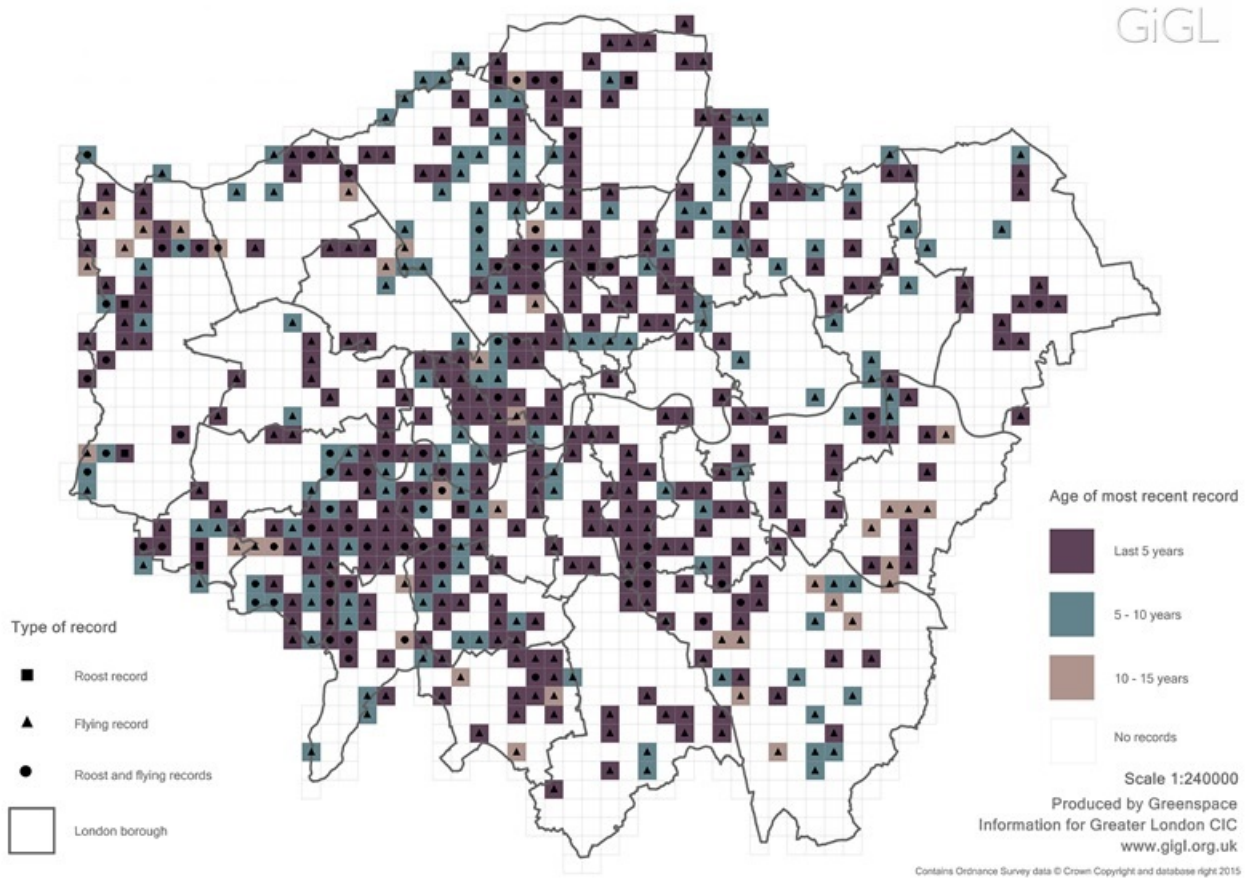 GiGL
Age of most recent record
Last 5 years
5 - 10 years
10 - 15 years
No records
Type of record
Roost record
Flying record
Roost and flying records
London borough
Scale 1:240000
Produced by Greenspace
Information for Greater London CIC
www.gigl.org.uk
Contains Ordnance Survey data © Crown Copyright and database right 2015